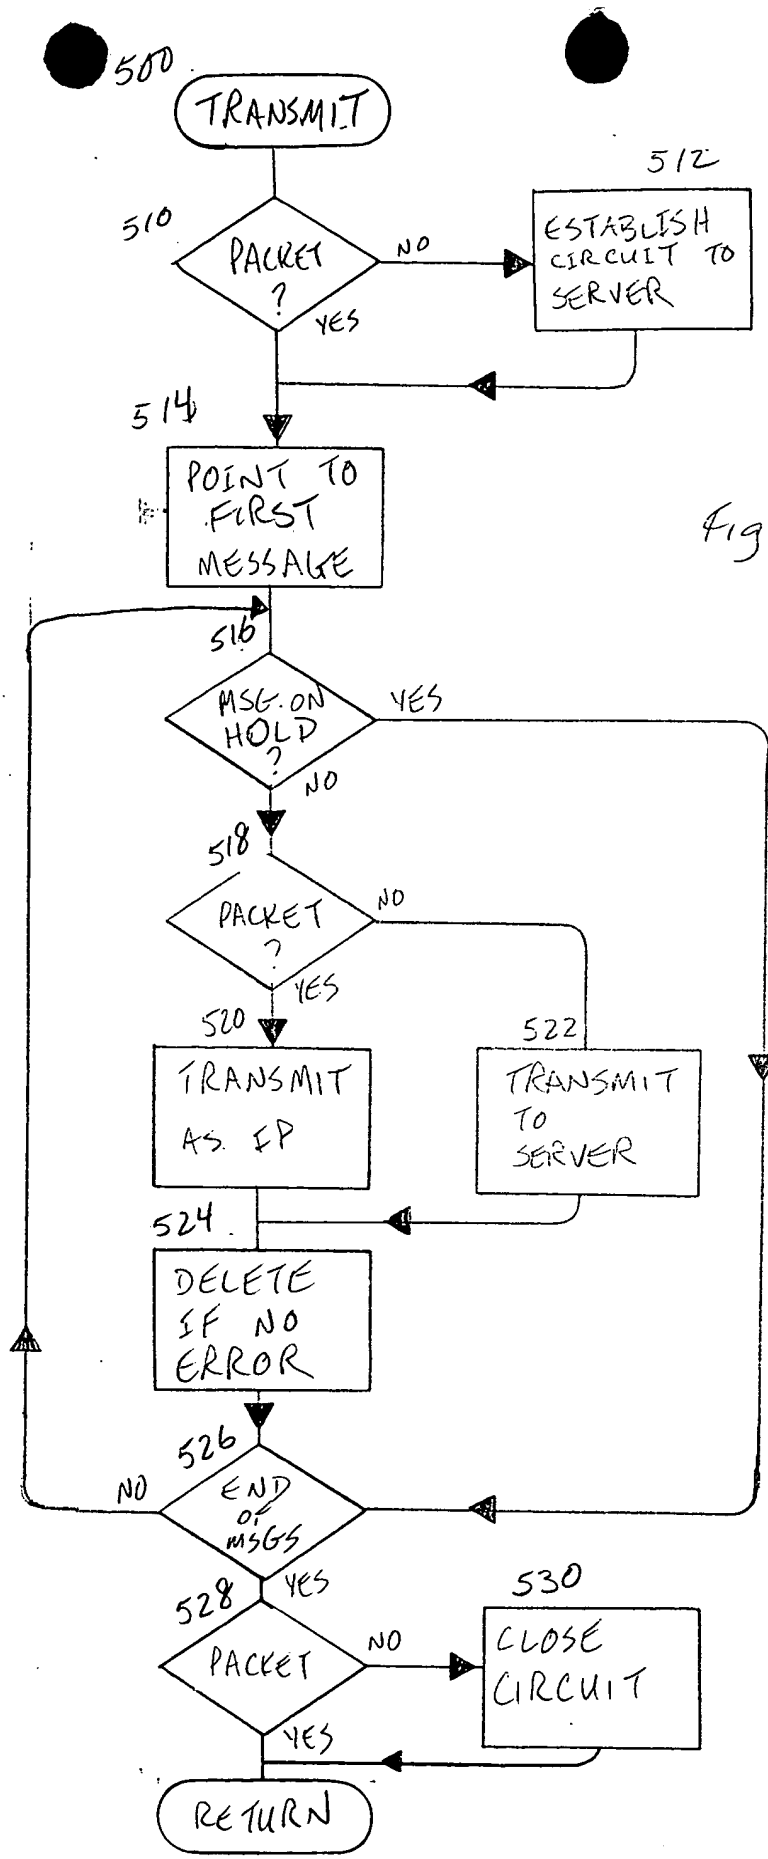 500
TRANSMIT
512
510
PACKET
?
NO
YES
ESTABLISH
CIRCUIT TO
SERVER
514
POINT TO
FIRST
MESSAGE
Fig
516
MSG. ON
HOLD
?
YES
NO
518
PACKET
?
NO
YES
520
TRANSMIT
AS IP
522
TRANSMIT
TO
SERVER
524
DELETE
IF NO
ERROR
526
END
OF
MSGS
NO
YES
528
PACKET
NO
YES
530
CLOSE
CIRCUIT
RETURN